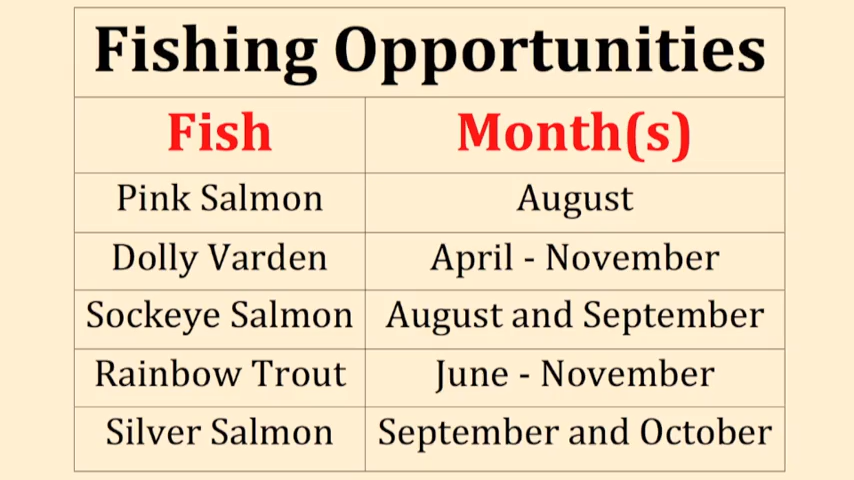 Fishing Opportunities
Fish Month(s)
Pink Salmon August
Dolly Varden April - November
Sockeye Salmon August and September
Rainbow Trout June - November
Silver Salmon September and October